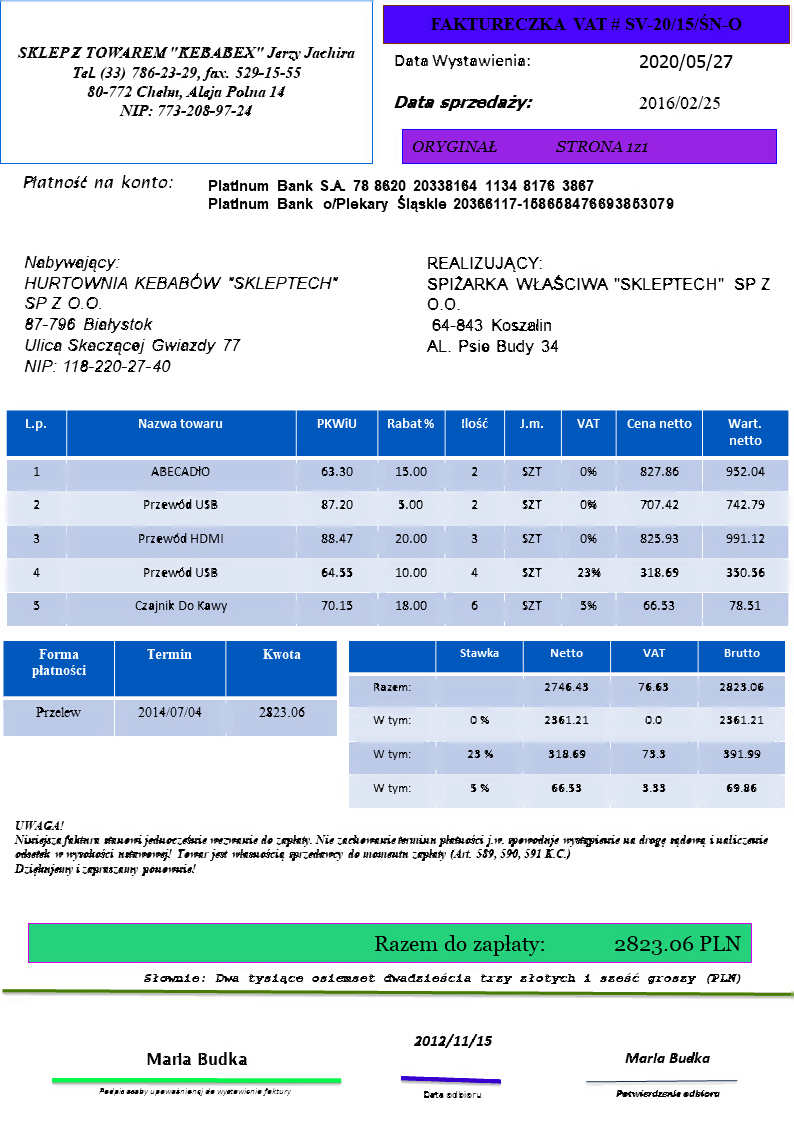 SKLEP Z TOWAREM "KEBABEX" Jerzy Jachira
Tel. (33) 786-23-29, fax. 529-15-55
80-772 Chełm, Aleja Polna 14
NIP: 773-208-97-24
FAKTURECZKA VAT # SV-20/15/ŚN-O
Data Wystawienia: 2020/05/27
Data sprzedaży: 2016/02/25
ORYGINAŁ STRONA 1z1
Płatność na konto: Platinum Bank S.A. 78 8620 20338164 1134 8176 3867
Platinum Bank o/Piekary Śląskie 20366117-158658476693853079
Nabywający:
HURTOWNIA KEBABÓW "SKLEPTECH"
SP Z O.O.
87-796 Białystok
Ulica Skaczącej Gwiazdy 77
NIP: 118-220-27-40
REALIZUJĄCY:
SPIŻARKA WŁAŚCIWA "SKLEPTECH" SP Z
O.O.
64-843 Koszalin
AL. Psie Budy 34
L.p. Nazwa towaru PKWiU Rabat % Ilość J.m. VAT Cena netto Wart. netto
1 ABECADłO 63.30 15.00 2 SZT 0% 827.86 952.04
2 Przewód USB 87.20 5.00 2 SZT 0% 707.42 742.79
3 Przewód HDMI 88.47 20.00 3 SZT 0% 825.93 991.12
4 Przewód USB 64.55 10.00 4 SZT 23% 318.69 350.56
5 Czajnik Do Kawy 70.15 18.00 6 SZT 5% 66.53 78.51
Forma płatności Termin Kwota
Przelew 2014/07/04 2823.06
Stawka Netto VAT Brutto
Razem: 2746.43 76.63 2823.06
W tym: 0 % 2361.21 0.0 2361.21
W tym: 23 % 318.69 73.3 391.99
W tym: 5 % 66.53 3.33 69.86
UWAGA!
Niniejsza faktura stanowi jednocześnie wezwanie do zapłaty. Nie zachowanie terminu płatności j.w. spowoduje wystąpienie na drogę sądową i naliczenie
odsetek w wysokości ustawowej! Towar jest własnością sprzedawcy do momentu zapłaty (Art. 589, 590, 591 K.C.)
Dziękujemy i zapraszamy ponownie!
Razem do zapłaty: 2823.06 PLN
Słownie: Dwa tysiące osiemset dwadzieścia trzy złotych i sześć groszy (PLN)
2012/11/15
Maria Budka
Maria Budka
Podpis osoby upoważnionej do wystawienia faktury
Data odbioru
Potwierdzenie odbioru